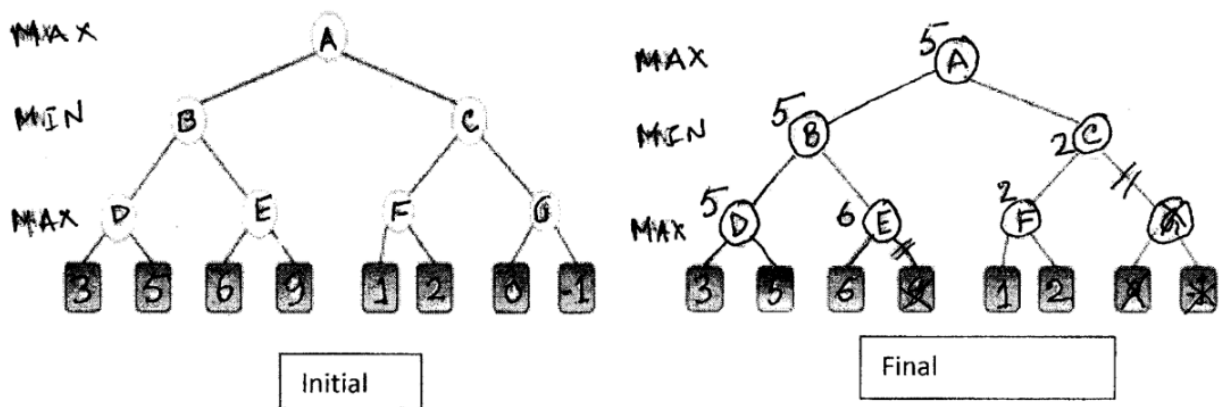 MAX
A
MIN
B C
MAX
D E F G
3 5 6 9 1 2 0 -1
Initial
5
MAX
A
5
MIN
B
2
C
5
MAX
D
6
E
2
F
3 5 6 1 2
Final